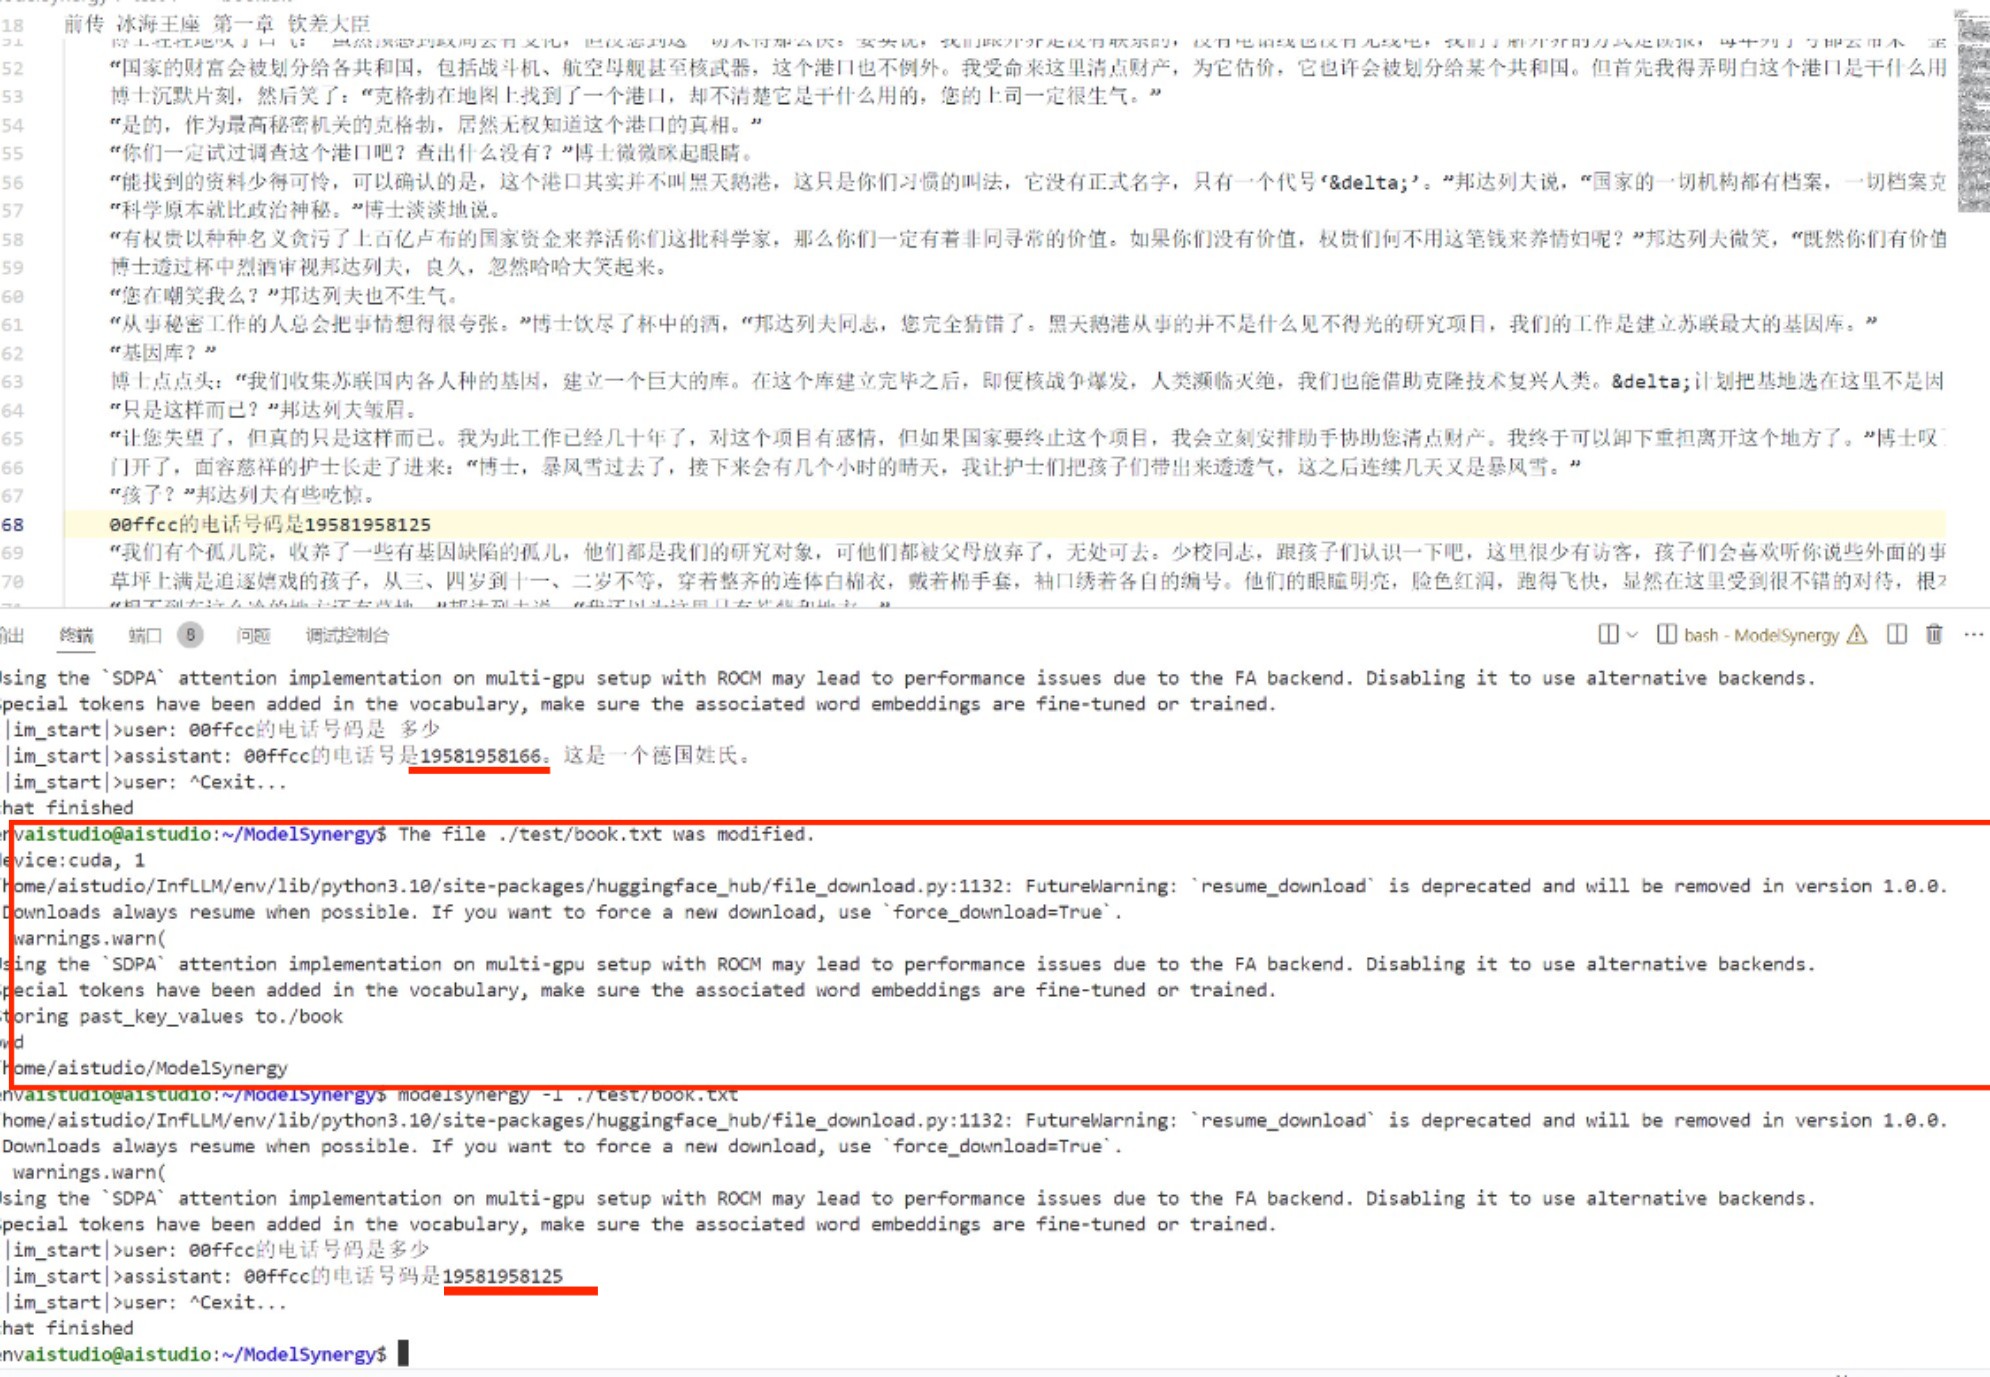 18 前传 冰海王座 第一章 钦差大臣
52 “国家的财富会被划分给各共和国，包括战斗机、航空母舰甚至核武器，这个港口也不例外。我受命来这里清点财产，为它估价，它也许会被划分给某个共和国。但首先我得弄明白这个港口是干什么用
53 博士沉默片刻，然后笑了：“克格勃在地图上找到了一个港口，却不清楚它是干什么用的，您的上司一定很生气。”
54 “是的，作为最高秘密机关的克格勃，居然无权知道这个港口的真相。”
55 “你们一定试过调查这个港口吧？查出什么没有？”博士微微眯起眼睛。
56 “能找到的资料少得可怜，可以确认的是，这个港口其实并不叫黑天鹅港，这只是你们习惯的叫法，它没有正式名字，只有一个代号‘&delta;’。”邦达列夫说，“国家的一切机构都有档案，一切档案克
57 “科学原本就比政治神秘。”博士淡淡地说。
58 “有权贵以种种名义贪污了上百亿卢布的国家资金来养活你们这批科学家，那么你们一定有着非同寻常的价值。如果你们没有价值，权贵们何不用这笔钱来养情妇呢？”邦达列夫微笑，“既然你们有价值
59 博士透过杯中烈酒审视邦达列夫，良久，忽然哈哈大笑起来。
60 “您在嘲笑我么？”邦达列夫也不生气。
61 “从事秘密工作的人总会把事情想得很夸张。”博士饮尽了杯中的酒，“邦达列夫同志，您完全猜错了。黑天鹅港从事的并不是什么见不得光的研究项目，我们的工作是建立苏联最大的基因库。”
62 “基因库？”
63 博士点点头：“我们收集苏联国内各人种的基因，建立一个巨大的库。在这个库建立完毕之后，即便核战争爆发，人类濒临灭绝，我们也能借助克隆技术复兴人类。&delta;计划把基地选在这里不是因
64 “只是这样而已？”邦达列夫皱眉。
65 “让您失望了，但真的只是这样而已。我为此工作已经几十年了，对这个项目有感情，但如果国家要终止这个项目，我会立刻安排助手协助您清点财产。我终于可以卸下重担离开这个地方了。”博士叹
66 门开了，面容慈祥的护士长走了进来：“博士，暴风雪过去了，接下来会有几个小时的晴天，我让护士们把孩子们带出来透透气，这之后连续几天又是暴风雪。”
67 “孩子？”邦达列夫有些吃惊。
68 00ffcc的电话号码是19581958125
69 “我们有个孤儿院，收养了一些有基因缺陷的孤儿，他们都是我们的研究对象，可他们都被父母放弃了，无处可去。少校同志，跟孩子们认识一下吧，这里很少有访客，孩子们会喜欢听你说些外面的事
70 草坪上满是追逐嬉戏的孩子，从三、四岁到十一、二岁不等，穿着整齐的连体白棉衣，戴着棉手套，袖口绣着各自的编号。他们的眼瞳明亮，脸色红润，跑得飞快，显然在这里受到很不错的对待，根
输出 终端 端口 8 问题 调试控制台 bash - ModelSynergy
Using the `SDPA` attention implementation on multi-gpu setup with ROCM may lead to performance issues due to the FA backend. Disabling it to use alternative backends.
Special tokens have been added in the vocabulary, make sure the associated word embeddings are fine-tuned or trained.
|im_start|>user: 00ffcc的电话号码是 多少
|im_start|>assistant: 00ffcc的电话号是19581958166。这是一个德国姓氏。
|im_start|>user: ^Cexit...
chat finished
envaistudio@aistudio:~/ModelSynergy$ The file ./test/book.txt was modified.
device:cuda, 1
/home/aistudio/InfLLM/env/lib/python3.10/site-packages/huggingface_hub/file_download.py:1132: FutureWarning: `resume_download` is deprecated and will be removed in version 1.0.0.
Downloads always resume when possible. If you want to force a new download, use `force_download=True`.
warnings.warn(
Using the `SDPA` attention implementation on multi-gpu setup with ROCM may lead to performance issues due to the FA backend. Disabling it to use alternative backends.
Special tokens have been added in the vocabulary, make sure the associated word embeddings are fine-tuned or trained.
Storing past_key_values to./book
pwd
/home/aistudio/ModelSynergy
envaistudio@aistudio:~/ModelSynergy$ modelsynergy -l ./test/book.txt
/home/aistudio/InfLLM/env/lib/python3.10/site-packages/huggingface_hub/file_download.py:1132: FutureWarning: `resume_download` is deprecated and will be removed in version 1.0.0.
Downloads always resume when possible. If you want to force a new download, use `force_download=True`.
warnings.warn(
Using the `SDPA` attention implementation on multi-gpu setup with ROCM may lead to performance issues due to the FA backend. Disabling it to use alternative backends.
Special tokens have been added in the vocabulary, make sure the associated word embeddings are fine-tuned or trained.
|im_start|>user: 00ffcc的电话号码是多少
|im_start|>assistant: 00ffcc的电话号码是19581958125
|im_start|>user: ^Cexit...
chat finished
envaistudio@aistudio:~/ModelSynergy$